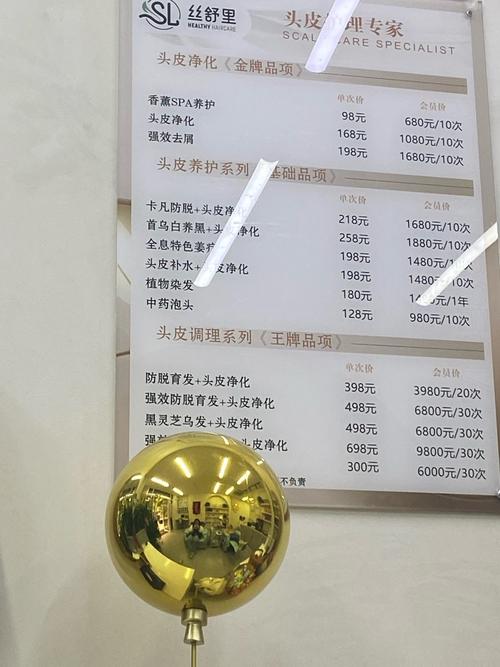 SL 丝舒里
HEALTHY HAIRCARE
头皮护理专家
SCALP CARE SPECIALIST
头皮净化《金牌品项》
单次价 会员价
香薰SPA养护 98元 680元/10次
头皮净化 168元 1080元/10次
强效去屑 198元 1680元/10次
头皮养护系列《基础品项》
单次价 会员价
卡凡防脱+头皮净化 218元 1680元/10次
首乌白养黑+头皮净化 258元 1880元/10次
全息特色姜 198元 1480元/10次
头皮补水+头皮净化 198元 1480元/10次
植物染发 180元 元/1年
中药泡头 128元 980元/10次
头皮调理系列《王牌品项》
单次价 会员价
防脱育发+头皮净化 398元 3980元/20次
强效防脱育发+头皮净化 498元 6800元/30次
黑灵芝乌发+头皮净化 498元 6800元/30次
强 头皮净化 698元 9800元/30次
300元 6000元/30次
不负责